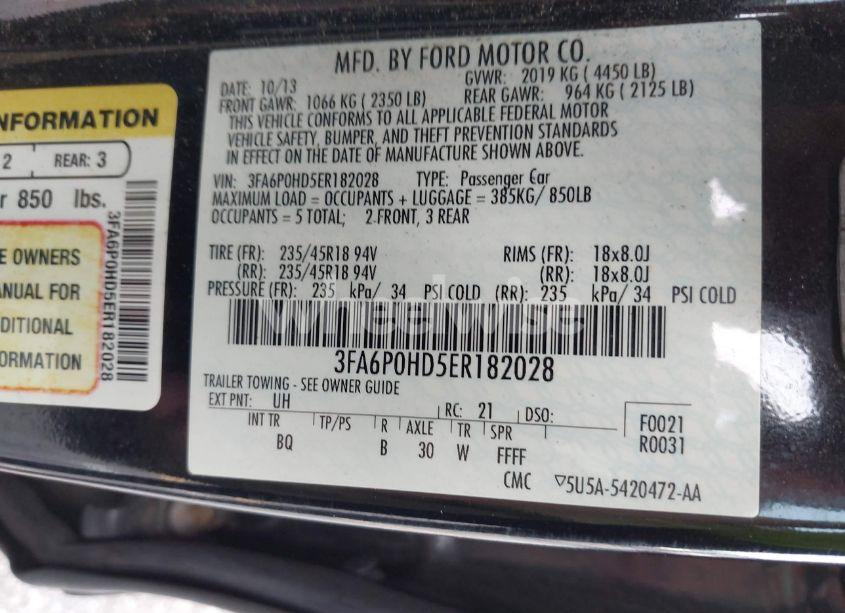 NFORMATION
2 REAR: 3
r 850 lbs.
E OWNERS
ANUAL FOR
DDITIONAL
FORMATION
3FA6P0HD5ER182028
MFD. BY FORD MOTOR CO.
DATE: 10/13 GVWR: 2019 KG ( 4450 LB)
FRONT GAWR: 1066 KG ( 2350 LB) REAR GAWR: 964 KG ( 2125 LB)
THIS VEHICLE CONFORMS TO ALL APPLICABLE FEDERAL MOTOR
VEHICLE SAFETY, BUMPER, AND THEFT PREVENTION STANDARDS
IN EFFECT ON THE DATE OF MANUFACTURE SHOWN ABOVE.
VIN: 3FA6P0HD5ER182028 TYPE: Passenger Car
MAXIMUM LOAD = OCCUPANTS + LUGGAGE = 385KG/ 850LB
OCCUPANTS = 5 TOTAL; 2 FRONT, 3 REAR
TIRE (FR): 235/45R18 94V RIMS (FR): 18x8.0J
(RR): 235/45R18 94V (RR): 18x8.0J
PRESSURE (FR): 235 kPa/ 34 PSI COLD (RR): 235 kPa/ 34 PSI COLD
Wheelwise
3FA6P0HD5ER182028
TRAILER TOWING - SEE OWNER GUIDE
EXT PNT: UH RC: 21 DSO: F0021
R0031
INT TR TP/PS R AXLE TR SPR
BQ B 30 W FFFF
CMC ▽5U5A-5420472-AA